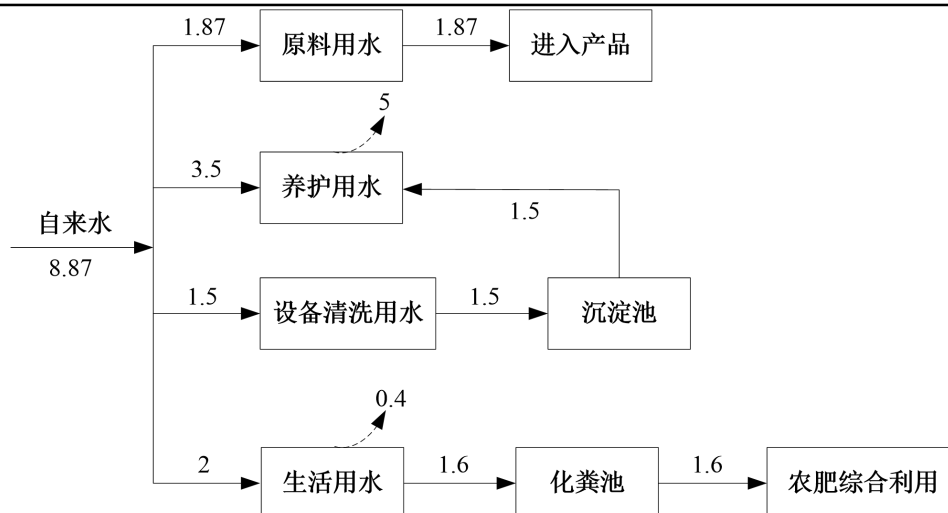 1.87
原料用水
1.87
进入产品
5
3.5
养护用水
1.5
自来水
8.87
1.5
设备清洗用水
1.5
沉淀池
0.4
2
生活用水
1.6
化粪池
1.6
农肥综合利用